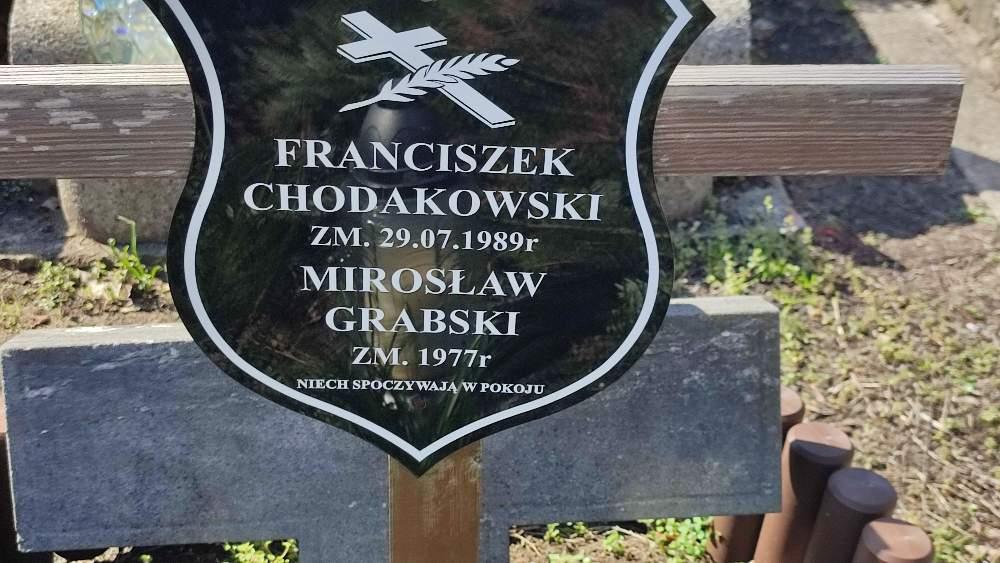 FRANCISZEK
CHODAKOWSKI
ZM. 29.07.1989r
MIROSŁAW
GRABSKI
ZM. 1977r
NIECH SPOCZYWAJĄ W POKOJU